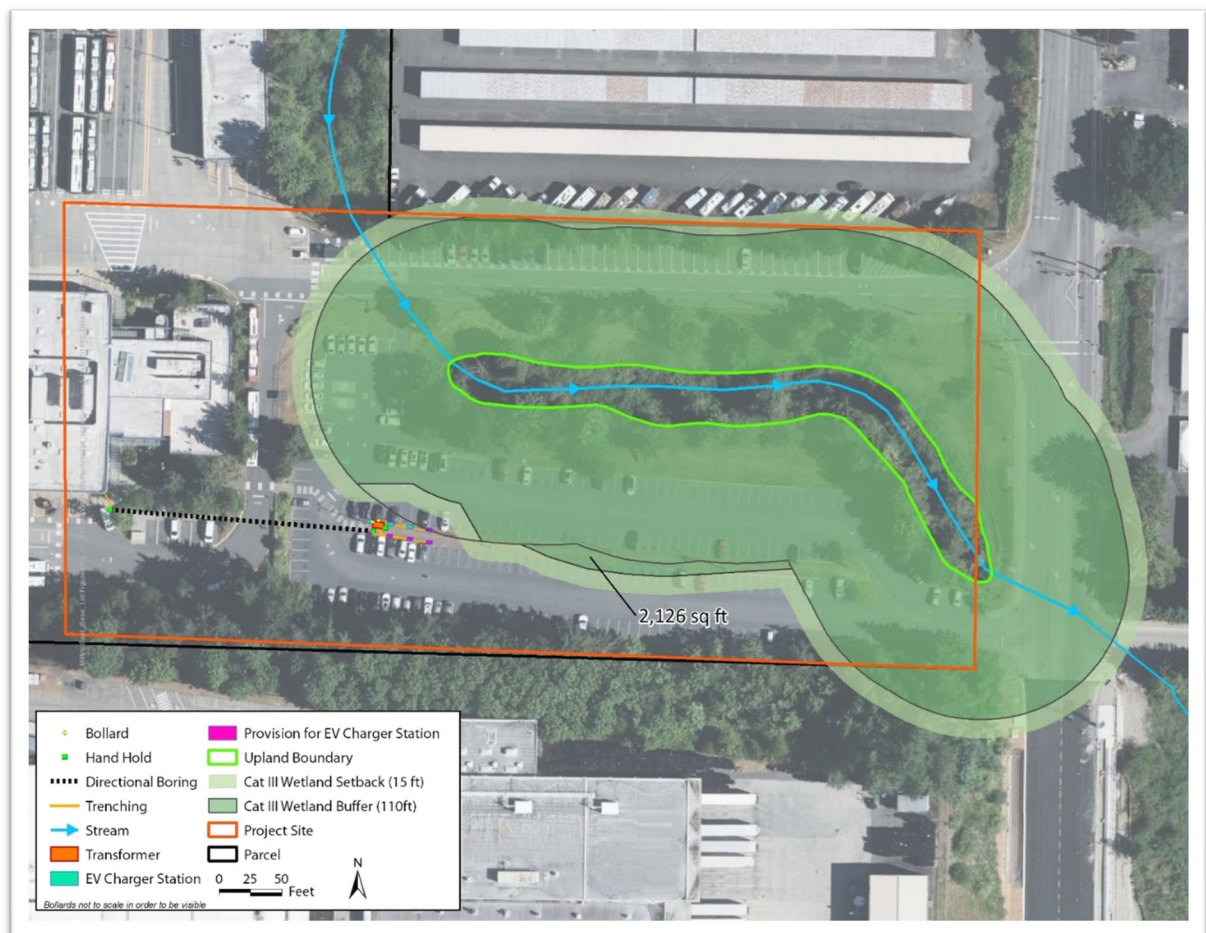 2,126 sq ft
Bollard
Hand Hold
Directional Boring
Trenching
Stream
Transformer
EV Charger Station
Provision for EV Charger Station
Upland Boundary
Cat III Wetland Setback (15 ft)
Cat III Wetland Buffer (110ft)
Project Site
Parcel
N
0 25 50
Feet
Bollards not to scale in order to be visible